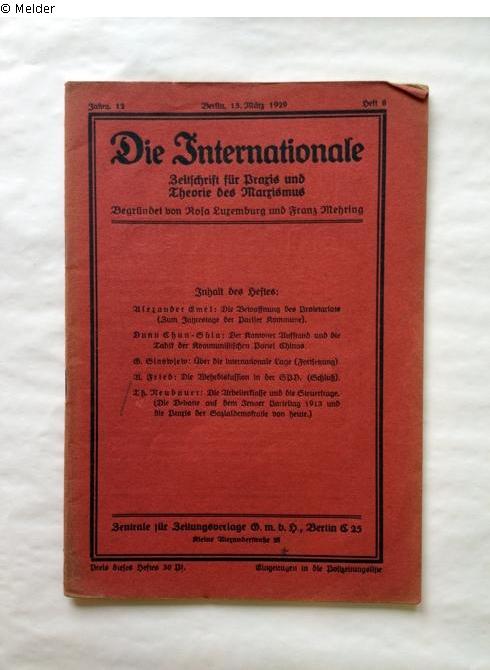 © Melder
Jahrg. 12 Berlin, 15. März 1929 Heft 6
Die Internationale
Zeitschrift für Praxis und
Theorie des Marxismus
Begründet von Rosa Luxemburg und Franz Mehring
Inhalt des Heftes:
Alexander Emel: Die Bewaffnung des Proletariats
(Zum Jahrestage der Pariser Kommune).
Dunn Chun-Shin: Der Kantoner Aufstand und die
Taktik der Kommunistischen Partei Chinas.
G. Sinowjew: Über die internationale Lage (Fortsetzung)
A. Fried: Die Wehrdiskussion in der SPD. (Schluß).
Th. Neubauer: Die Arbeiterklasse und die Steuerfrage.
(Die Debatte auf dem Jenaer Parteitag 1913 und
die Praxis der Sozialdemokratie von heute.)
Zentrale für Zeitungsverlage G. m. b. H., Berlin C 25
Kleine Alexanderstraße 28
Preis dieses Heftes 30 Pf. Eingetragen in die Postzeitungsliste